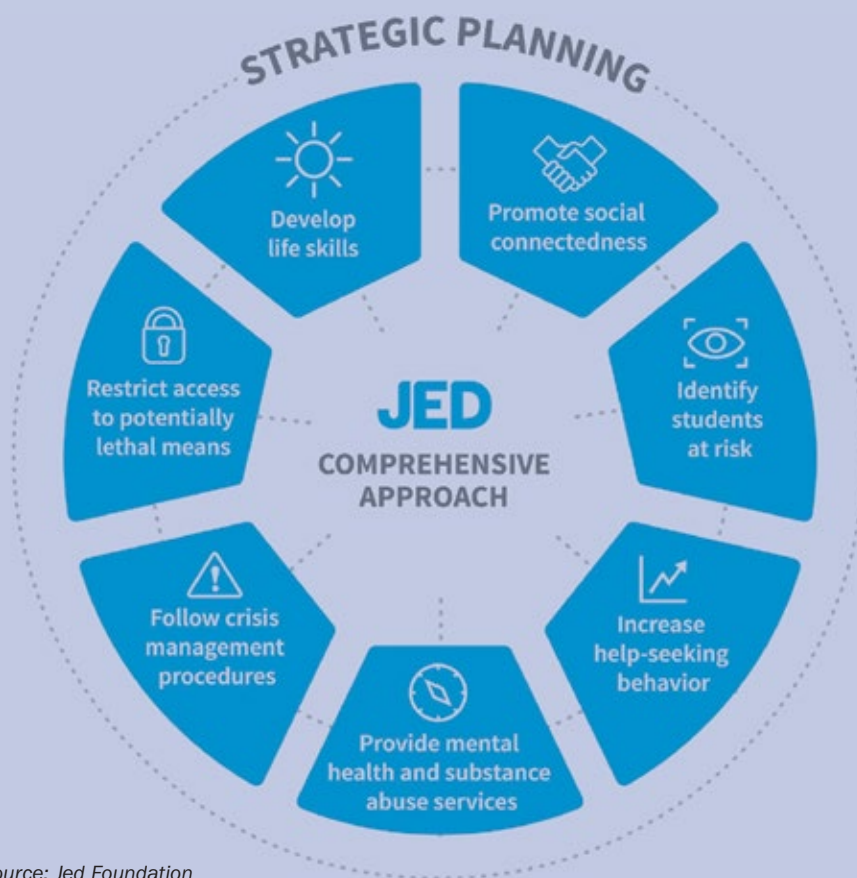 STRATEGIC PLANNING
Develop
life skills
Promote social
connectedness
Identify
students
at risk
Increase
help-seeking
behavior
Provide mental
health and substance
abuse services
Follow crisis
management
procedures
Restrict access
to potentially
lethal means
JED
COMPREHENSIVE
APPROACH
ource: Jed Foundation